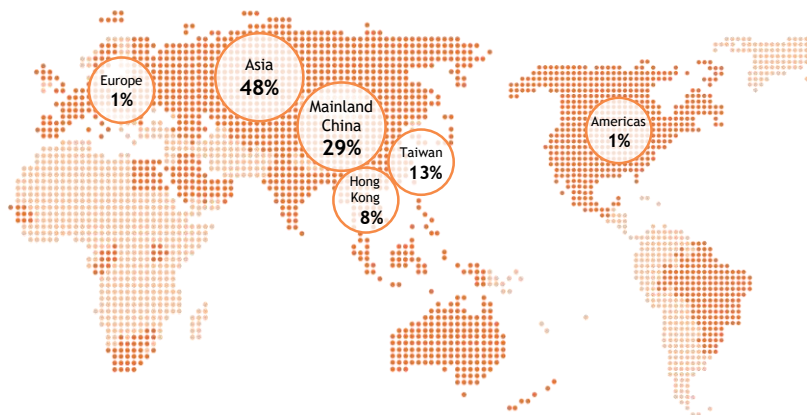 Europe
1%
Asia
48%
Mainland
China
29%
Taiwan
13%
Hong
Kong
8%
Americas
1%